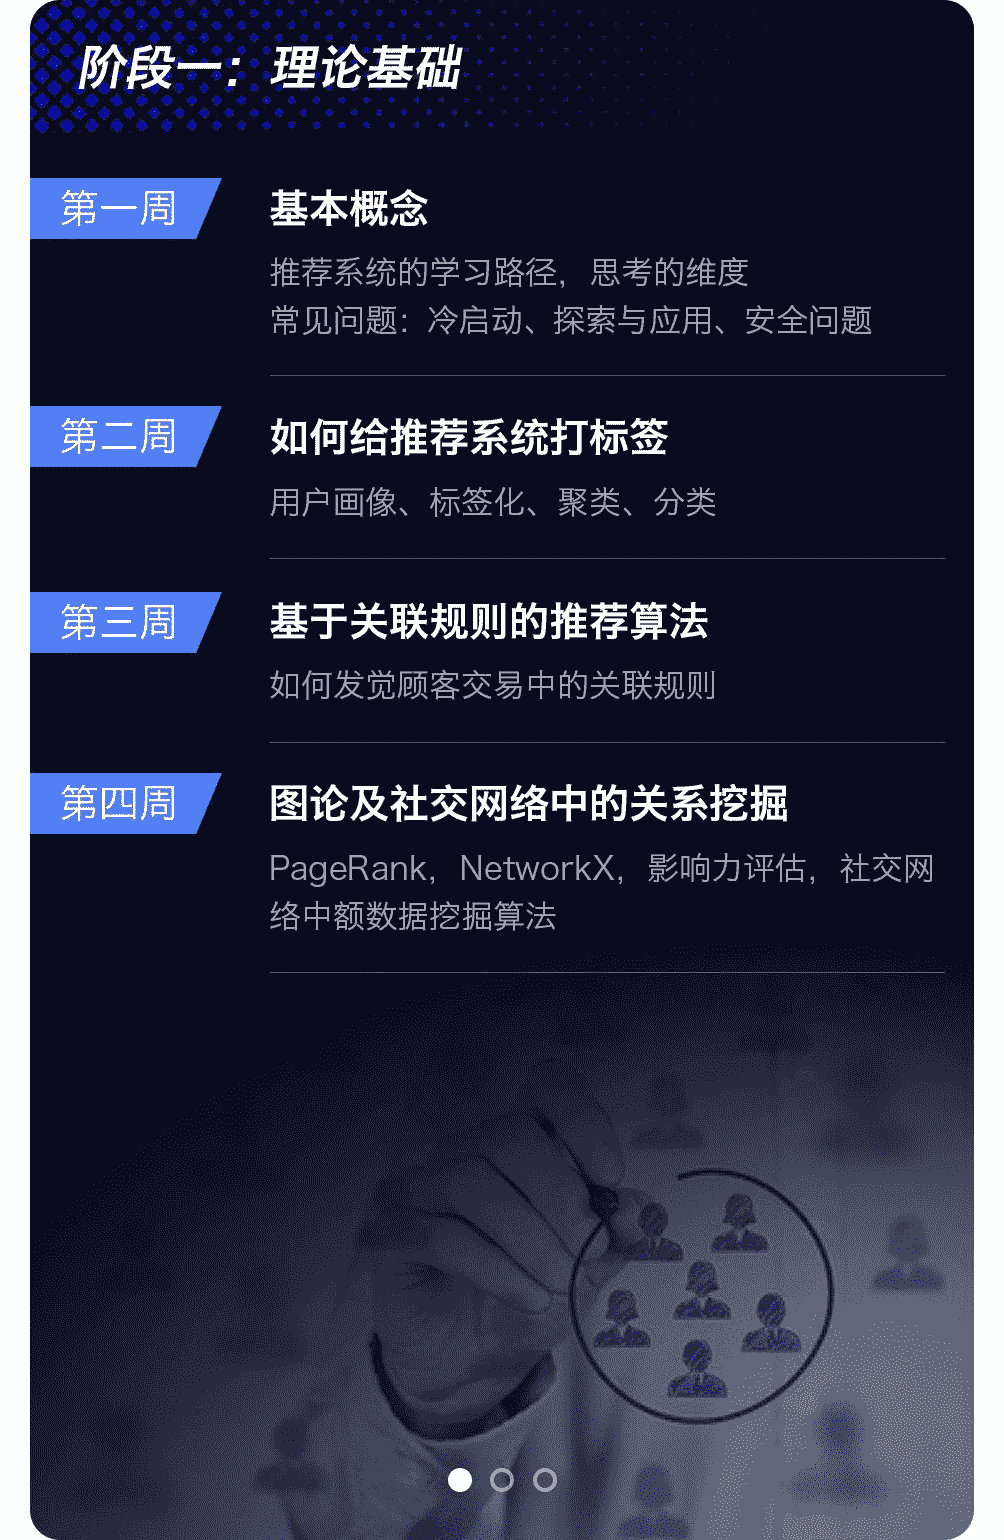 阶段一：理论基础
第一周
基本概念
推荐系统的学习路径，思考的维度
常见问题：冷启动、探索与应用、安全问题
第二周
如何给推荐系统打标签
用户画像、标签化、聚类、分类
第三周
基于关联规则的推荐算法
如何发觉顾客交易中的关联规则
第四周
图论及社交网络中的关系挖掘
PageRank，NetworkX，影响力评估，社交网
络中额数据挖掘算法